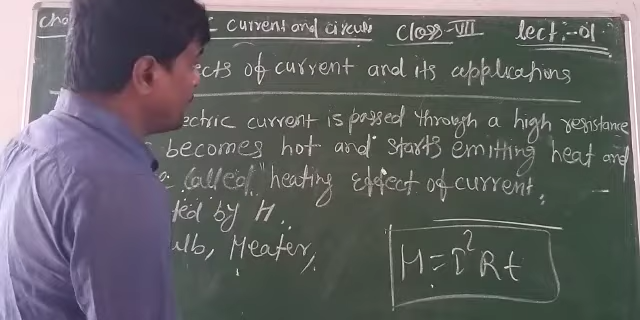 Current and circuis Class-VII lect:-01
ects of current and its applications
ectric current is passed through a high resistance
becomes hot and starts emitting heat and
called "heating effect of current.
ted by H.
ulb, Heater,
H = I²Rt